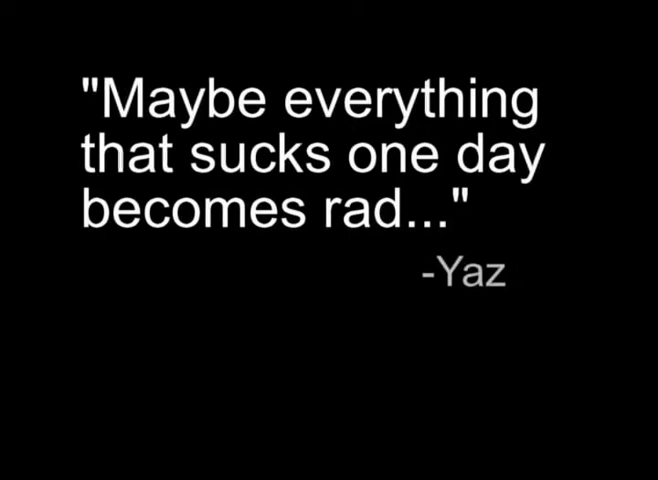 "Maybe everything
that sucks one day
becomes rad..."
-Yaz